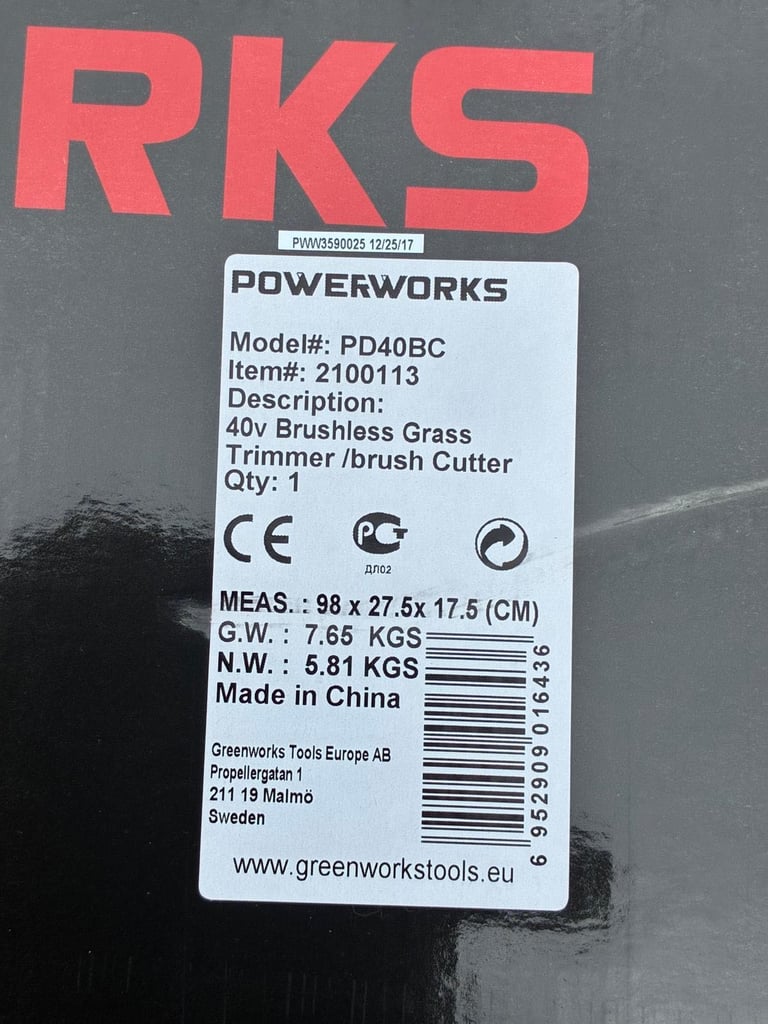 RKS
PWW3590025 12/25/17
POWERWORKS
Model#: PD40BC
Item#: 2100113
Description:
40v Brushless Grass
Trimmer /brush Cutter
Qty: 1
CE
PCT
ДЛ02
MEAS. : 98 x 27.5x 17.5 (CM)
G.W. : 7.65 KGS
N.W. : 5.81 KGS
Made in China
Greenworks Tools Europe AB
Propellergatan 1
211 19 Malmö
Sweden
6 952909 016436
www.greenworkstools.eu